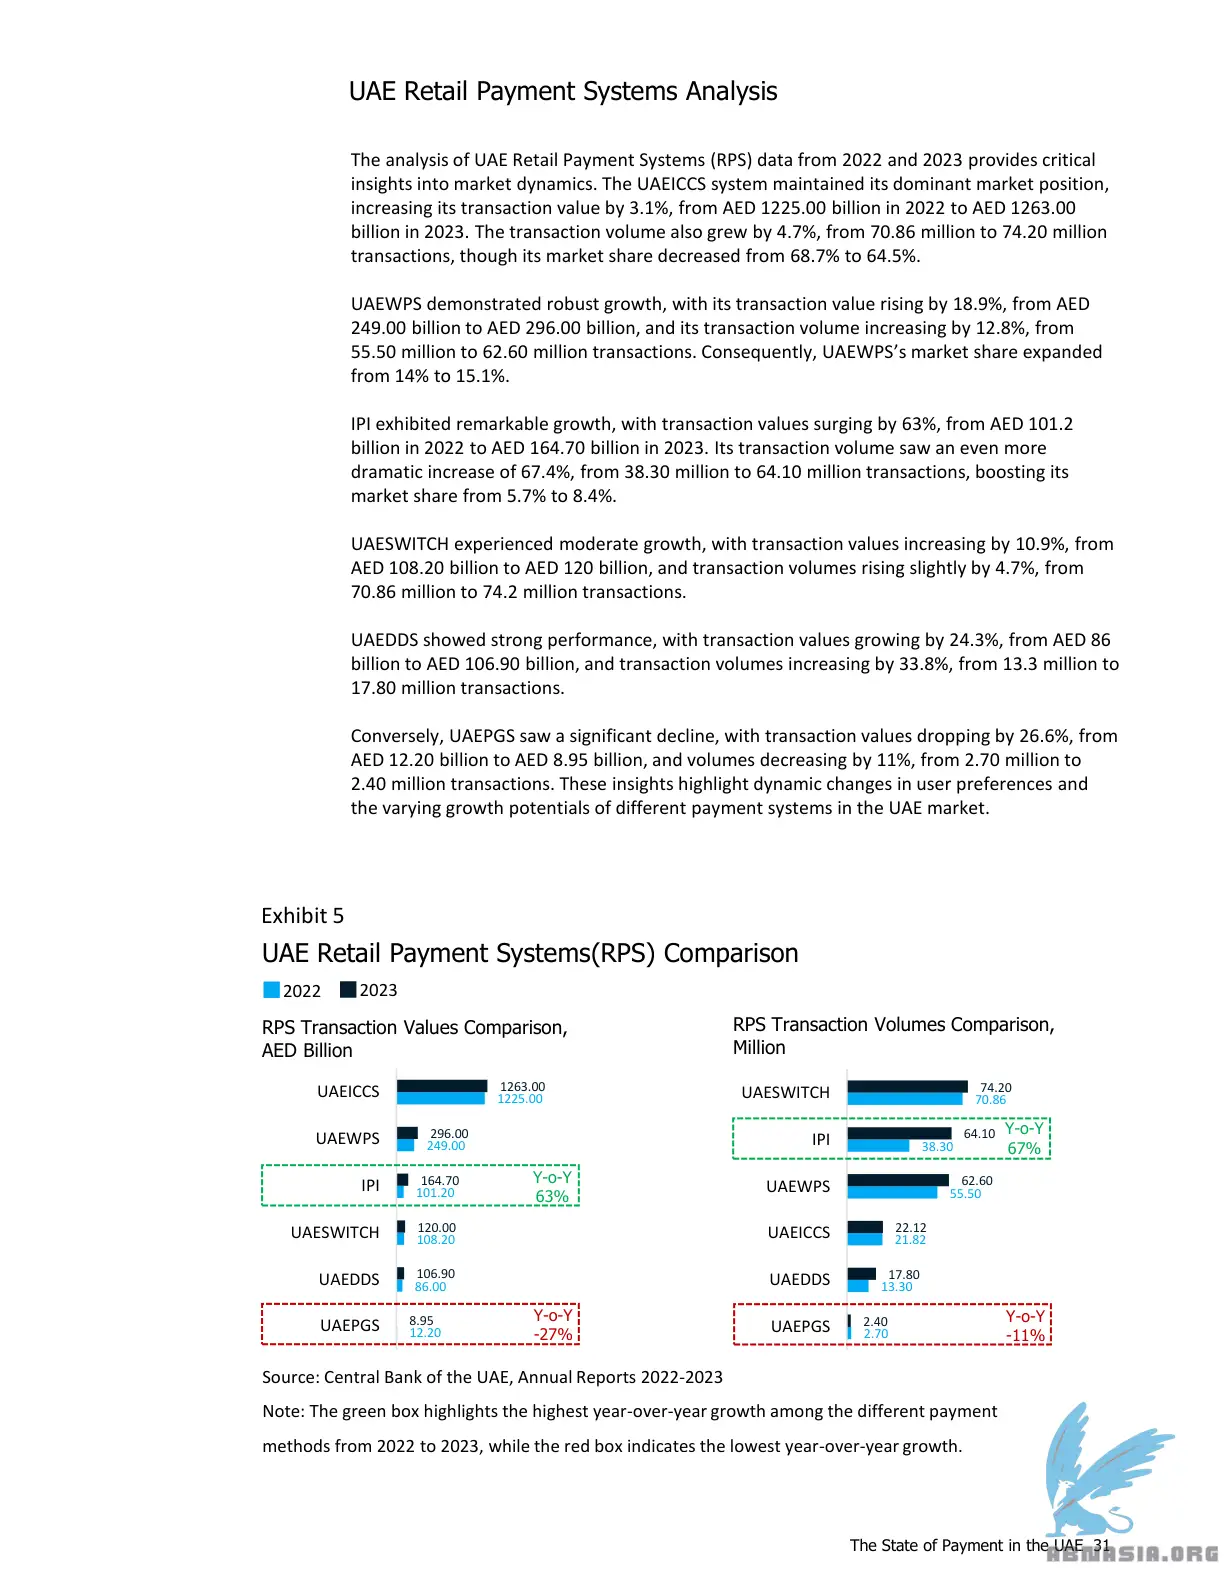 UAE Retail Payment Systems Analysis
The analysis of UAE Retail Payment Systems (RPS) data from 2022 and 2023 provides critical
insights into market dynamics. The UAEICCS system maintained its dominant market position,
increasing its transaction value by 3.1%, from AED 1225.00 billion in 2022 to AED 1263.00
billion in 2023. The transaction volume also grew by 4.7%, from 70.86 million to 74.20 million
transactions, though its market share decreased from 68.7% to 64.5%.
UAEWPS demonstrated robust growth, with its transaction value rising by 18.9%, from AED
249.00 billion to AED 296.00 billion, and its transaction volume increasing by 12.8%, from
55.50 million to 62.60 million transactions. Consequently, UAEWPS’s market share expanded
from 14% to 15.1%.
IPI exhibited remarkable growth, with transaction values surging by 63%, from AED 101.2
billion in 2022 to AED 164.70 billion in 2023. Its transaction volume saw an even more
dramatic increase of 67.4%, from 38.30 million to 64.10 million transactions, boosting its
market share from 5.7% to 8.4%.
UAESWITCH experienced moderate growth, with transaction values increasing by 10.9%, from
AED 108.20 billion to AED 120 billion, and transaction volumes rising slightly by 4.7%, from
70.86 million to 74.2 million transactions.
UAEDDS showed strong performance, with transaction values growing by 24.3%, from AED 86
billion to AED 106.90 billion, and transaction volumes increasing by 33.8%, from 13.3 million to
17.80 million transactions.
Conversely, UAEPGS saw a significant decline, with transaction values dropping by 26.6%, from
AED 12.20 billion to AED 8.95 billion, and volumes decreasing by 11%, from 2.70 million to
2.40 million transactions. These insights highlight dynamic changes in user preferences and
the varying growth potentials of different payment systems in the UAE market.
Exhibit 5
UAE Retail Payment Systems(RPS) Comparison
2022 2023
RPS Transaction Values Comparison,
AED Billion
UAEICCS 1263.00
1225.00
UAEWPS 296.00
249.00
IPI 164.70
101.20
Y-o-Y
63%
UAESWITCH 120.00
108.20
UAEDDS 106.90
86.00
UAEPGS 8.95
12.20
Y-o-Y
-27%
RPS Transaction Volumes Comparison,
Million
UAESWITCH 74.20
70.86
IPI 64.10
38.30
Y-o-Y
67%
UAEWPS 62.60
55.50
UAEICCS 22.12
21.82
UAEDDS 17.80
13.30
UAEPGS 2.40
2.70
Y-o-Y
-11%
Source: Central Bank of the UAE, Annual Reports 2022-2023
Note: The green box highlights the highest year-over-year growth among the different payment
methods from 2022 to 2023, while the red box indicates the lowest year-over-year growth.
The State of Payment in the UAE 31
ABNASIA.ORG